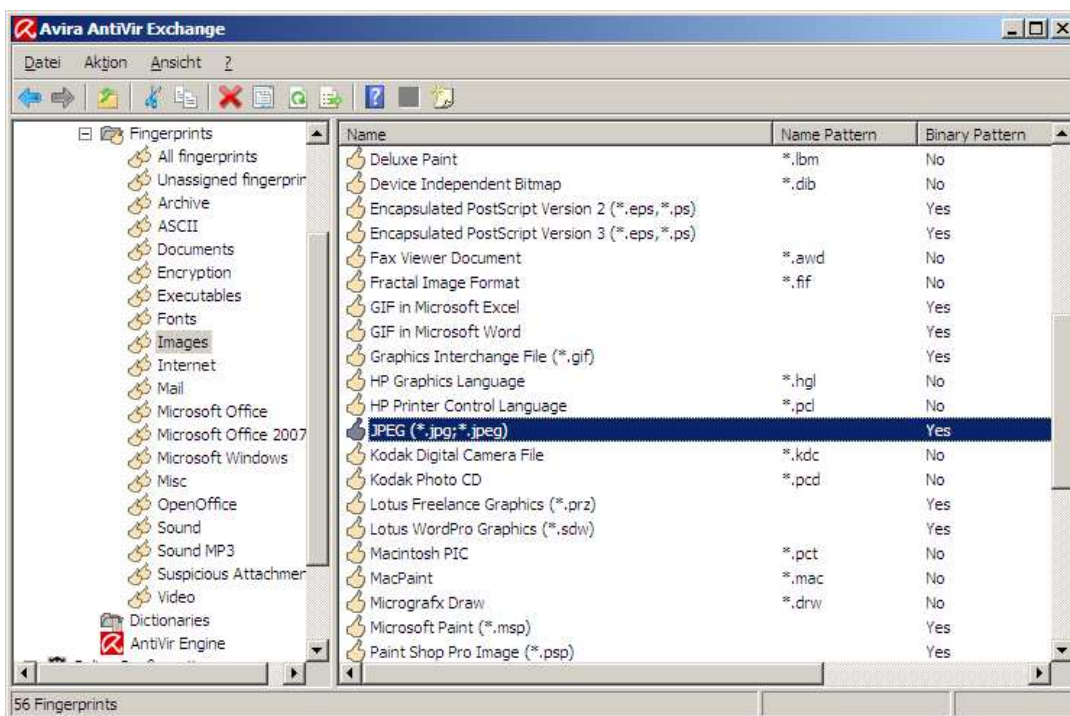 Avira AntiVir Exchange
Datei Aktion Ansicht ?
Fingerprints
All fingerprints
Unassigned fingerprin
Archive
ASCII
Documents
Encryption
Executables
Fonts
Images
Internet
Mail
Microsoft Office
Microsoft Office 2007
Microsoft Windows
Misc
OpenOffice
Sound
Sound MP3
Suspicious Attachmer
Video
Dictionaries
AntiVir Engine
Name Name Pattern Binary Pattern
Deluxe Paint *.lbm No
Device Independent Bitmap *.dib No
Encapsulated PostScript Version 2 (*.eps,*.ps) Yes
Encapsulated PostScript Version 3 (*.eps,*.ps) Yes
Fax Viewer Document *.awd No
Fractal Image Format *.fif No
GIF in Microsoft Excel Yes
GIF in Microsoft Word Yes
Graphics Interchange File (*.gif) Yes
HP Graphics Language *.hgl No
HP Printer Control Language *.pcl No
JPEG (*.jpg;*.jpeg) Yes
Kodak Digital Camera File *.kdc No
Kodak Photo CD *.pcd No
Lotus Freelance Graphics (*.prz) Yes
Lotus WordPro Graphics (*.sdw) Yes
Macintosh PIC *.pct No
MacPaint *.mac No
Micrografx Draw *.drw No
Microsoft Paint (*.msp) Yes
Paint Shop Pro Image (*.psp) Yes
56 Fingerprints